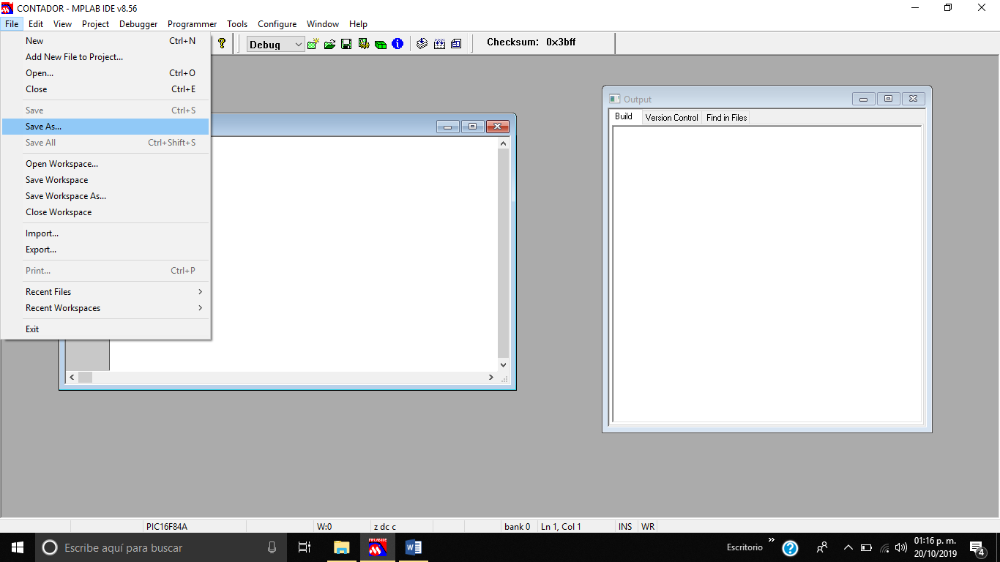 CONTADOR - MPLAB IDE v8.56
File Edit View Project Debugger Programmer Tools Configure Window Help
New Ctrl+N
Add New File to Project...
Open... Ctrl+O
Close Ctrl+E
Save Ctrl+S
Save As...
Save All Ctrl+Shift+S
Open Workspace...
Save Workspace
Save Workspace As...
Close Workspace
Import...
Export...
Print... Ctrl+P
Recent Files
Recent Workspaces
Exit
? Debug i Checksum: 0x3bff
Output
Build Version Control Find in Files
PIC16F84A W:0 z dc c bank 0 Ln 1, Col 1 INS WR
Escribe aquí para buscar
MPLAB IDE
W
Escritorio
»
?
01:16 p. m.
20/10/2019
4